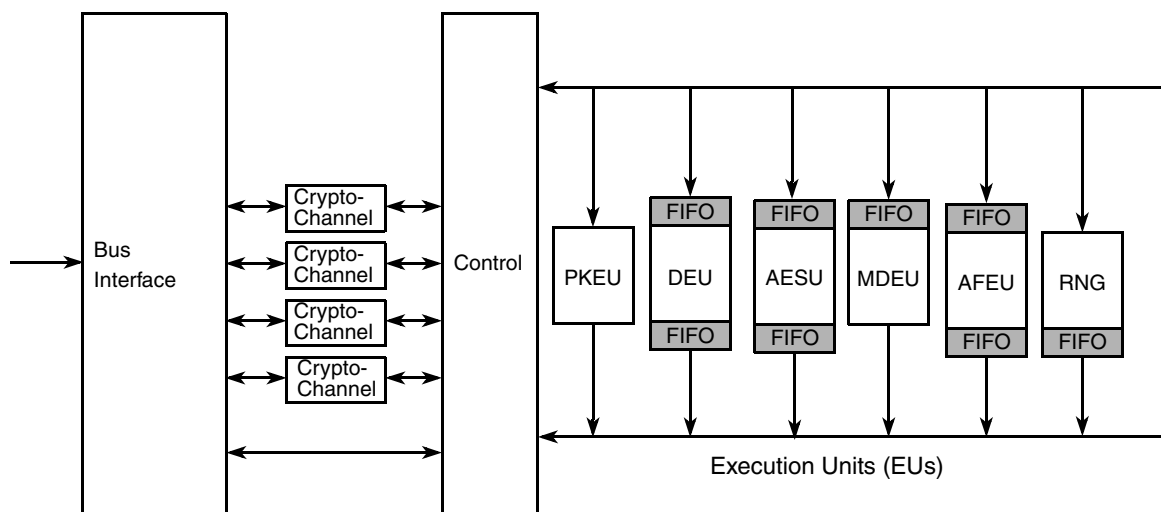 Bus
Interface
Crypto-
Channel
Crypto-
Channel
Crypto-
Channel
Crypto-
Channel
Control
FIFO
FIFO
FIFO
FIFO
PKEU
DEU
AESU
MDEU
AFEU
RNG
FIFO
FIFO
FIFO
FIFO
Execution Units (EUs)